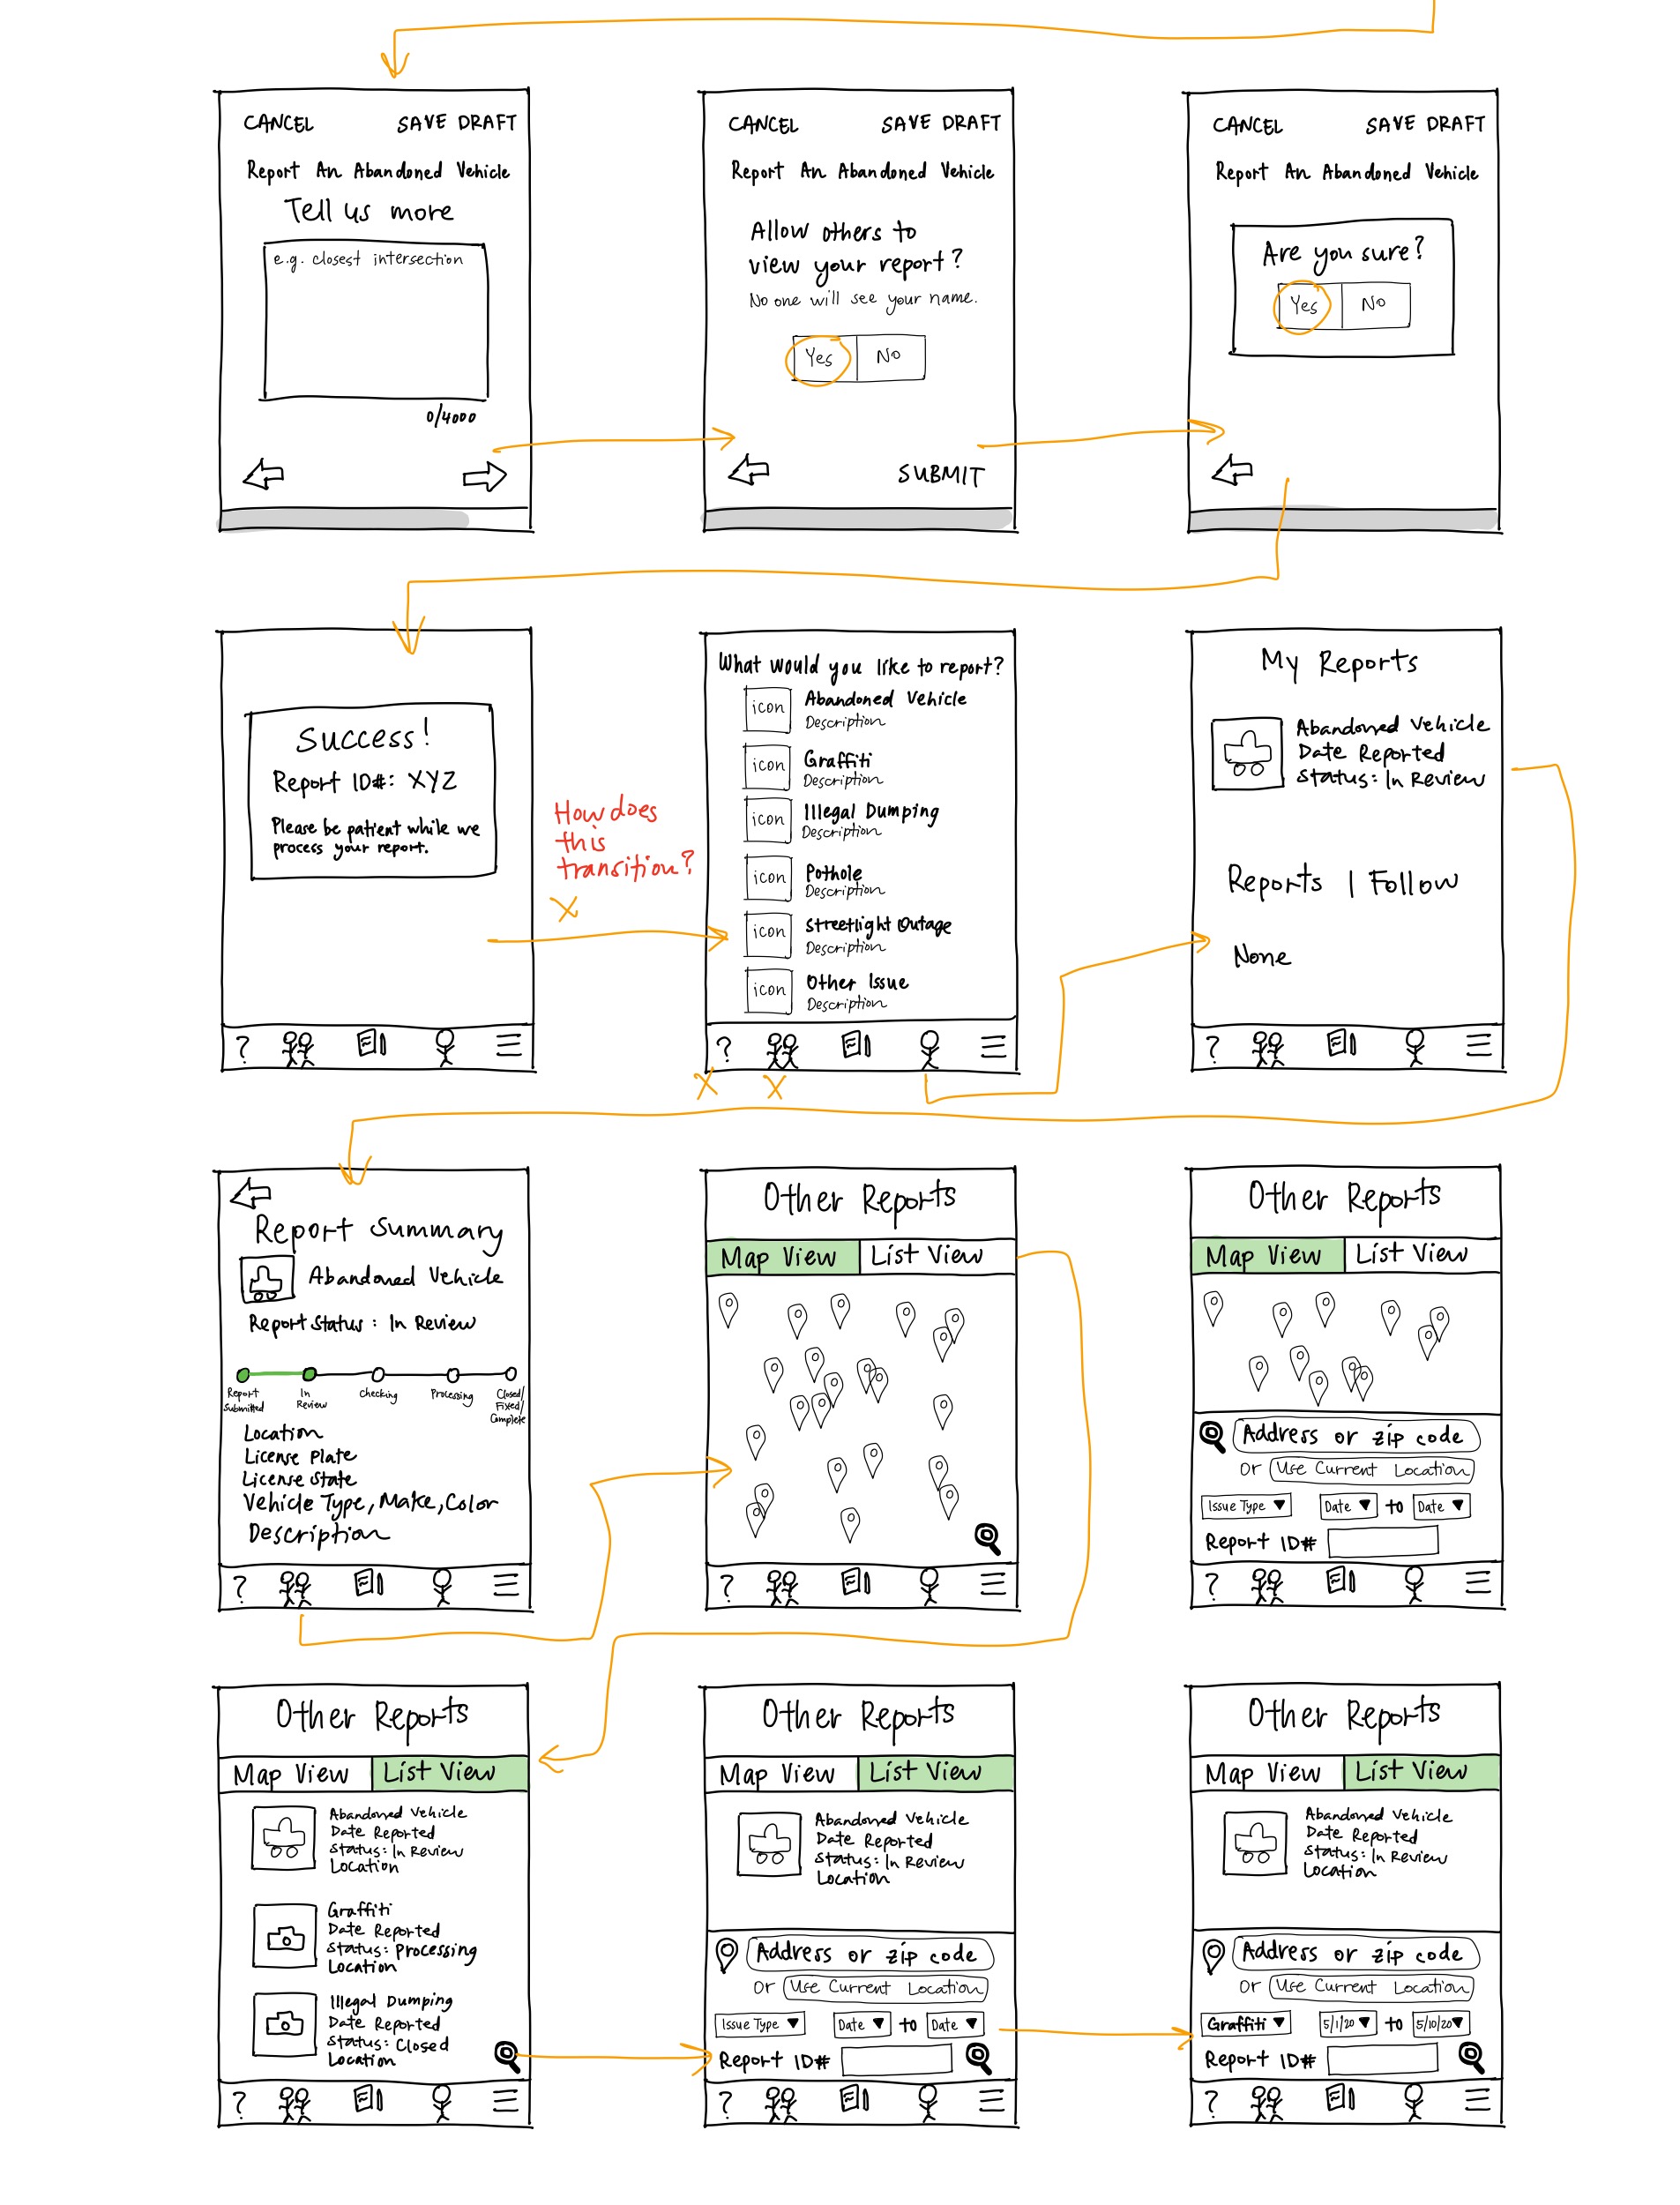 CANCEL SAVE DRAFT
Report An Abandoned Vehicle
Tell us more
e.g. closest intersection
0/4000
CANCEL SAVE DRAFT
Report An Abandoned Vehicle
Allow others to
view your report?
No one will see your name.
Yes No
SUBMIT
CANCEL SAVE DRAFT
Report An Abandoned Vehicle
Are you sure?
Yes No
Success!
Report ID#: XYZ
Please be patient while we
process your report.
?
How does
this
transition?
X
What would you like to report?
icon Abandoned Vehicle
Description
icon Graffiti
Description
icon Illegal Dumping
Description
icon Pothole
Description
icon Streetlight Outage
Description
icon Other Issue
Description
?
X X
My Reports
Abandoned Vehicle
Date Reported
Status: In Review
Reports I Follow
None
?
Report Summary
Abandoned Vehicle
Report Status: In Review
Report
Submitted
In
Review
Checking
Processing
Closed/
Fixed/
Complete
Location
License Plate
License State
Vehicle Type, Make, Color
Description
?
Other Reports
Map View List View
?
Other Reports
Map View List View
Address or zip code
or Use Current Location
Issue Type Date to Date
Report ID#
?
Other Reports
Map View List View
Abandoned Vehicle
Date Reported
Status: In Review
Location
Graffiti
Date Reported
Status: Processing
Location
Illegal Dumping
Date Reported
Status: Closed
Location
?
Other Reports
Map View List View
Abandoned Vehicle
Date Reported
Status: In Review
Location
Address or zip code
or Use Current Location
Issue Type Date to Date
Report ID#
?
Other Reports
Map View List View
Abandoned Vehicle
Date Reported
Status: In Review
Location
Address or zip code
or Use Current Location
Graffiti 5/1/20 to 5/10/20
Report ID#
?